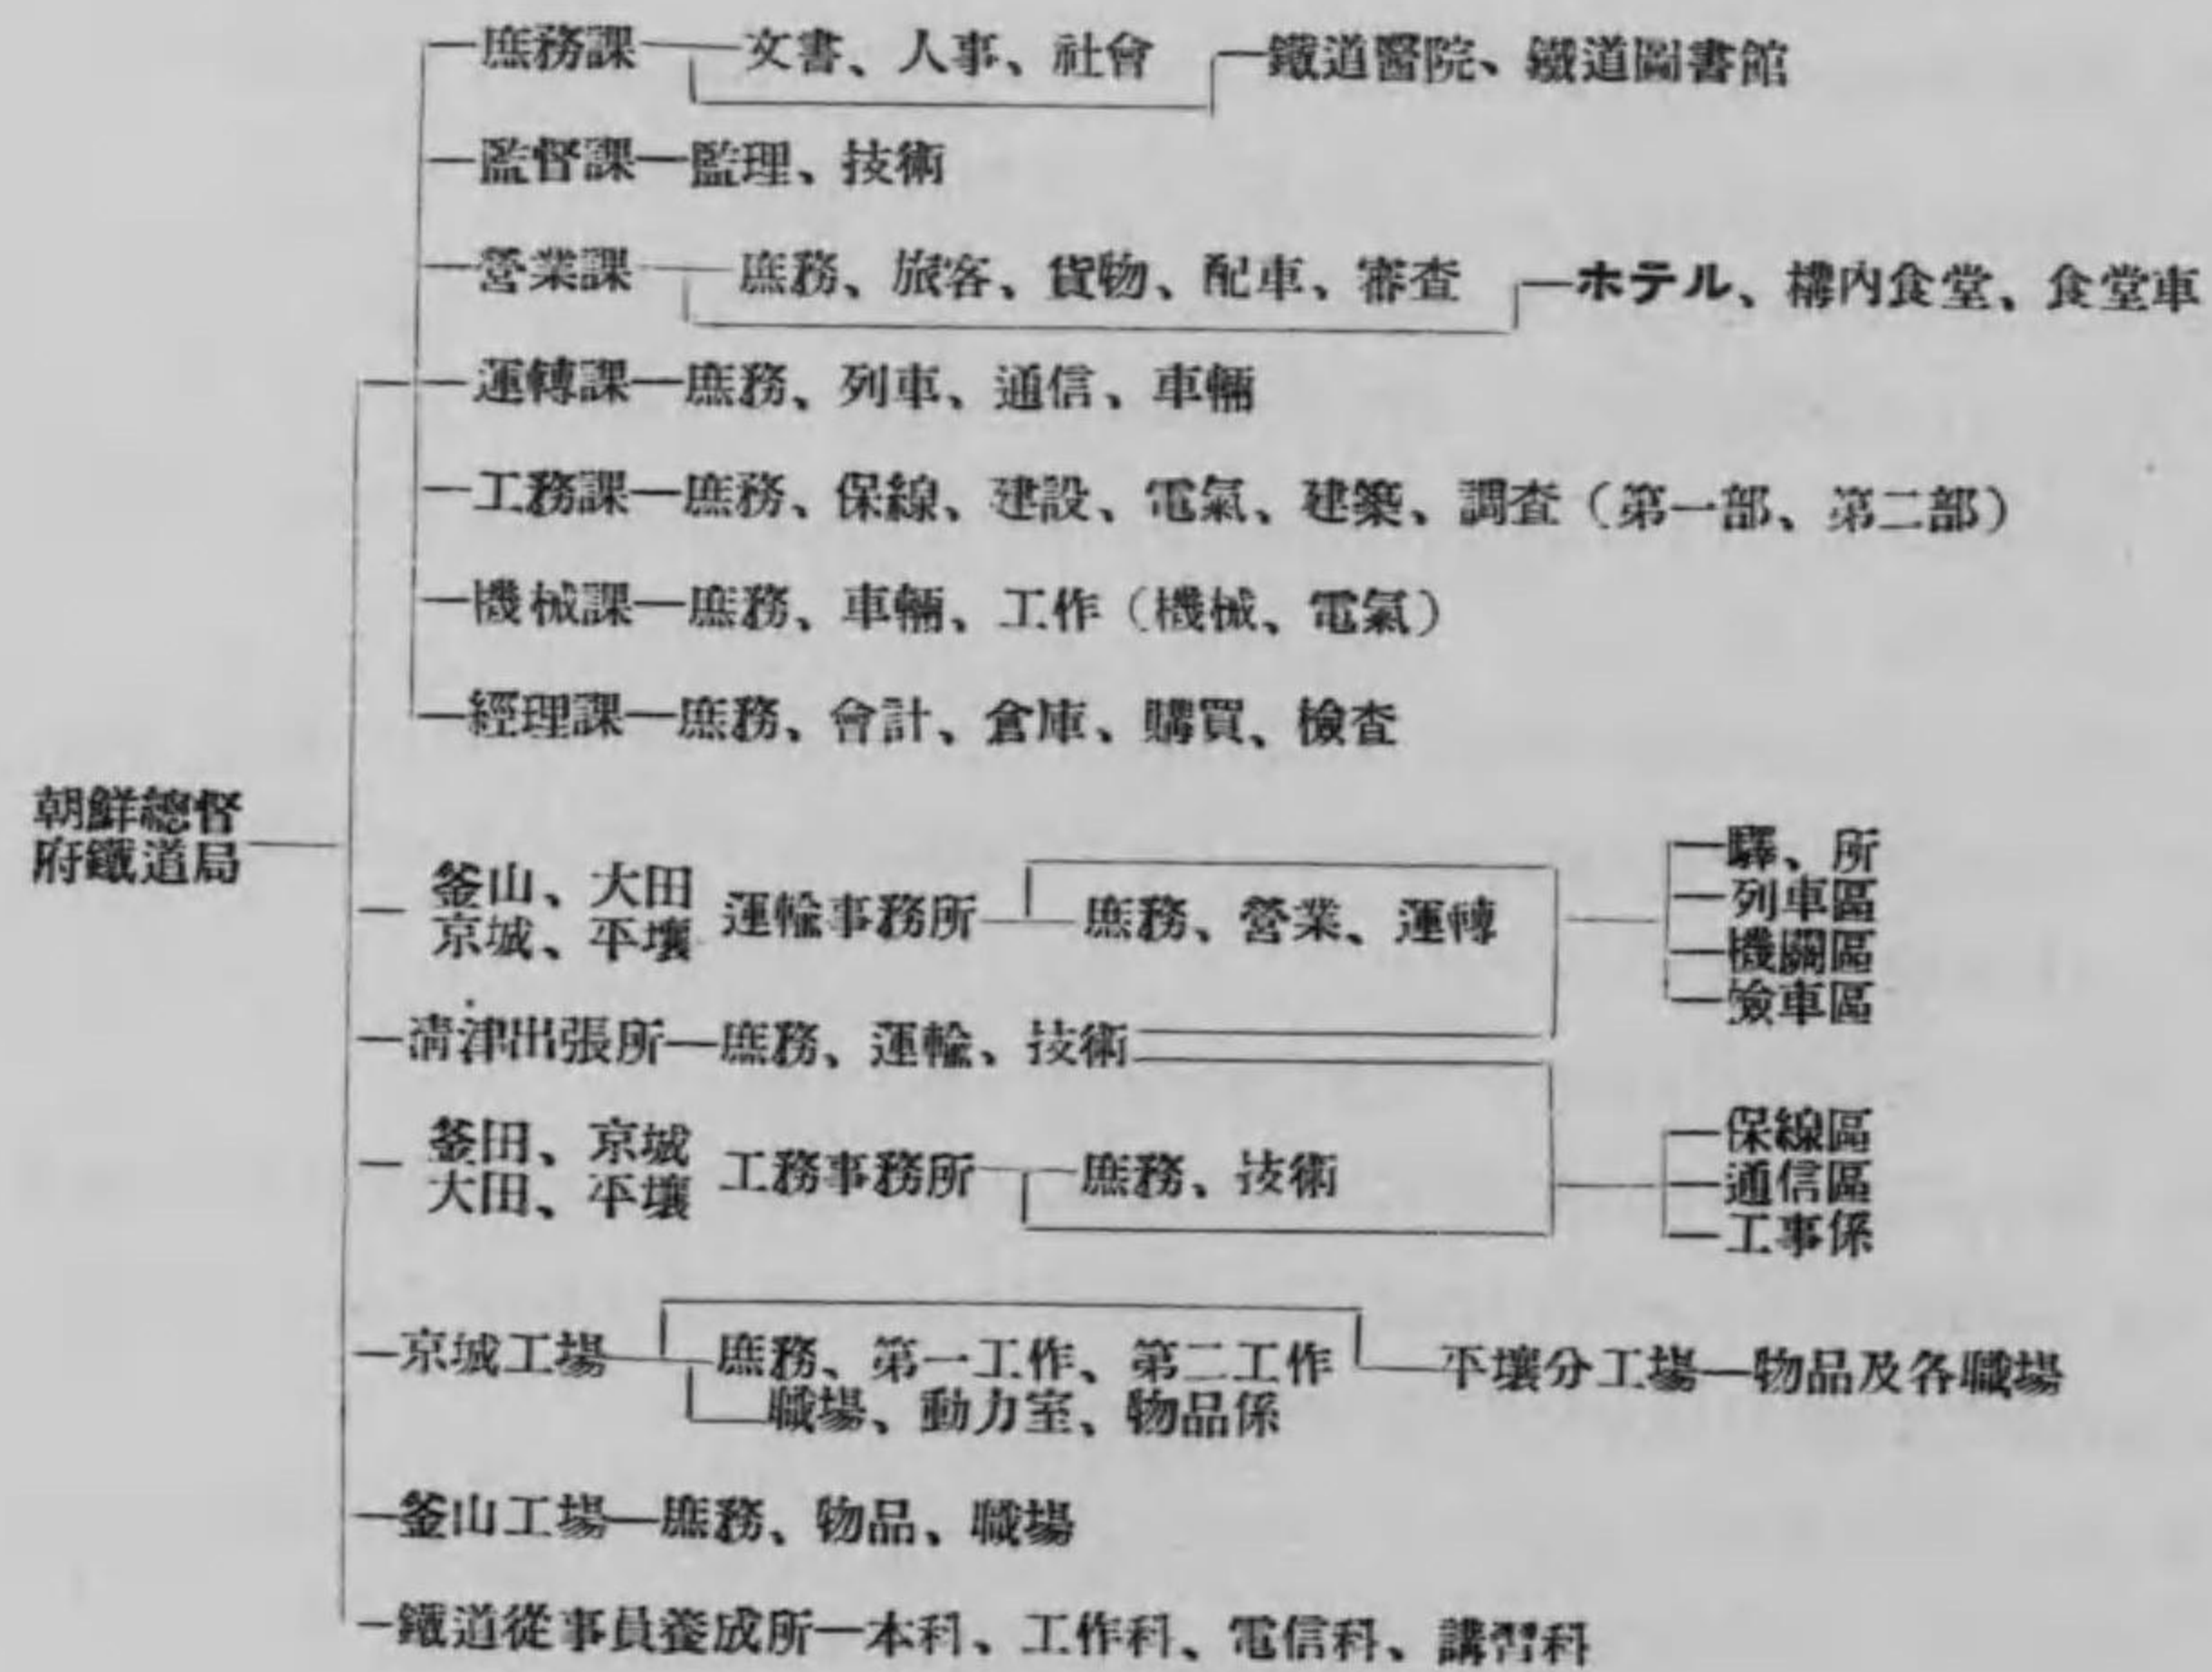 庶務課 文書、人事、社會 鐵道醫院、鐵道圖書館
監督課 監理、技術
營業課 庶務、旅客、貨物、配車、審査 ホテル、構內食堂、食堂車
運轉課 庶務、列車、通信、車輛
工務課 庶務、保線、建設、電氣、建築、調査(第一部、第二部)
機械課 庶務、車輛、工作(機械、電氣)
經理課 庶務、會計、倉庫、購買、檢査
朝鮮總督
府鐵道局
釜山、大田
京城、平壤
運輸事務所 庶務、營業、運轉
驛、所
列車區
機關區
檢車區
淸津出張所 庶務、運輸、技術
釜田、京城
大田、平壤
工務事務所 庶務、技術
保線區
通信區
工事係
京城工場 庶務、第一工作、第二工作 平壤分工場 物品及各職場
職場、動力室、物品係
釜山工場 庶務、物品、職場
鐵道從事員養成所 本科、工作科、電信科、講習科